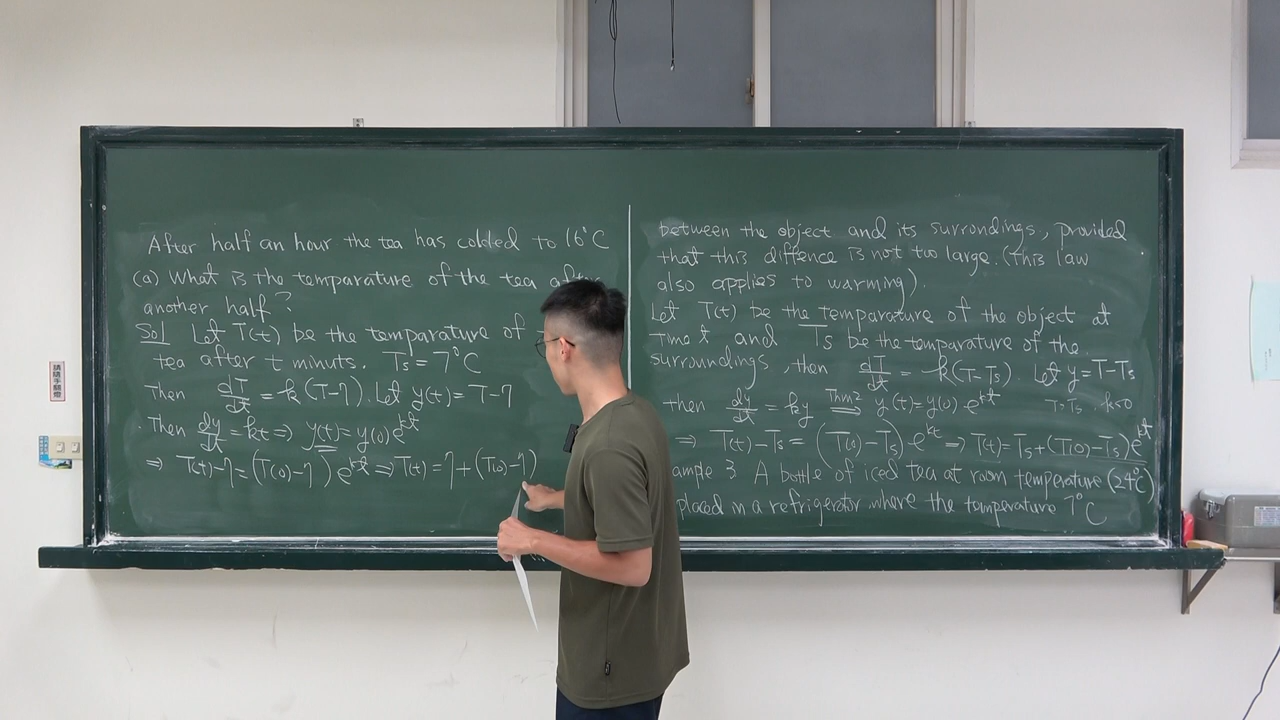 After half an hour the tea has colded to 16°C
(a) What is the temparature of the tea after
another half?
Sol Let T(t) be the temparature of
tea after t minuts. Ts = 7°C
Then dT/dt = k(T-7). Let y(t) = T-7
Then dy/dt = kt ⇒ y(t) = y(0)e^kt
⇒ T(t)-7 = (T(0)-7)e^kt ⇒ T(t) = 7+(T(0)-7)
between the object and its surrondings, provided
that this diffence is not too large. (This law
also applies to warming).
Let T(t) be the temparature of the object at
time t and Ts be the temparature of the
surroundings, then dT/dt = k(T-Ts). Let y = T-Ts
then dy/dt = ky Thm2 ⇒ y(t) = y(0)·e^kt
⇒ T(t)-Ts = (T(0)-Ts)·e^kt ⇒ T(t) = Ts+(T(0)-Ts)e^kt
ample 3. A bottle of iced tea at room temperature (24°C)
placed in a refrigerator where the temperature 7°C